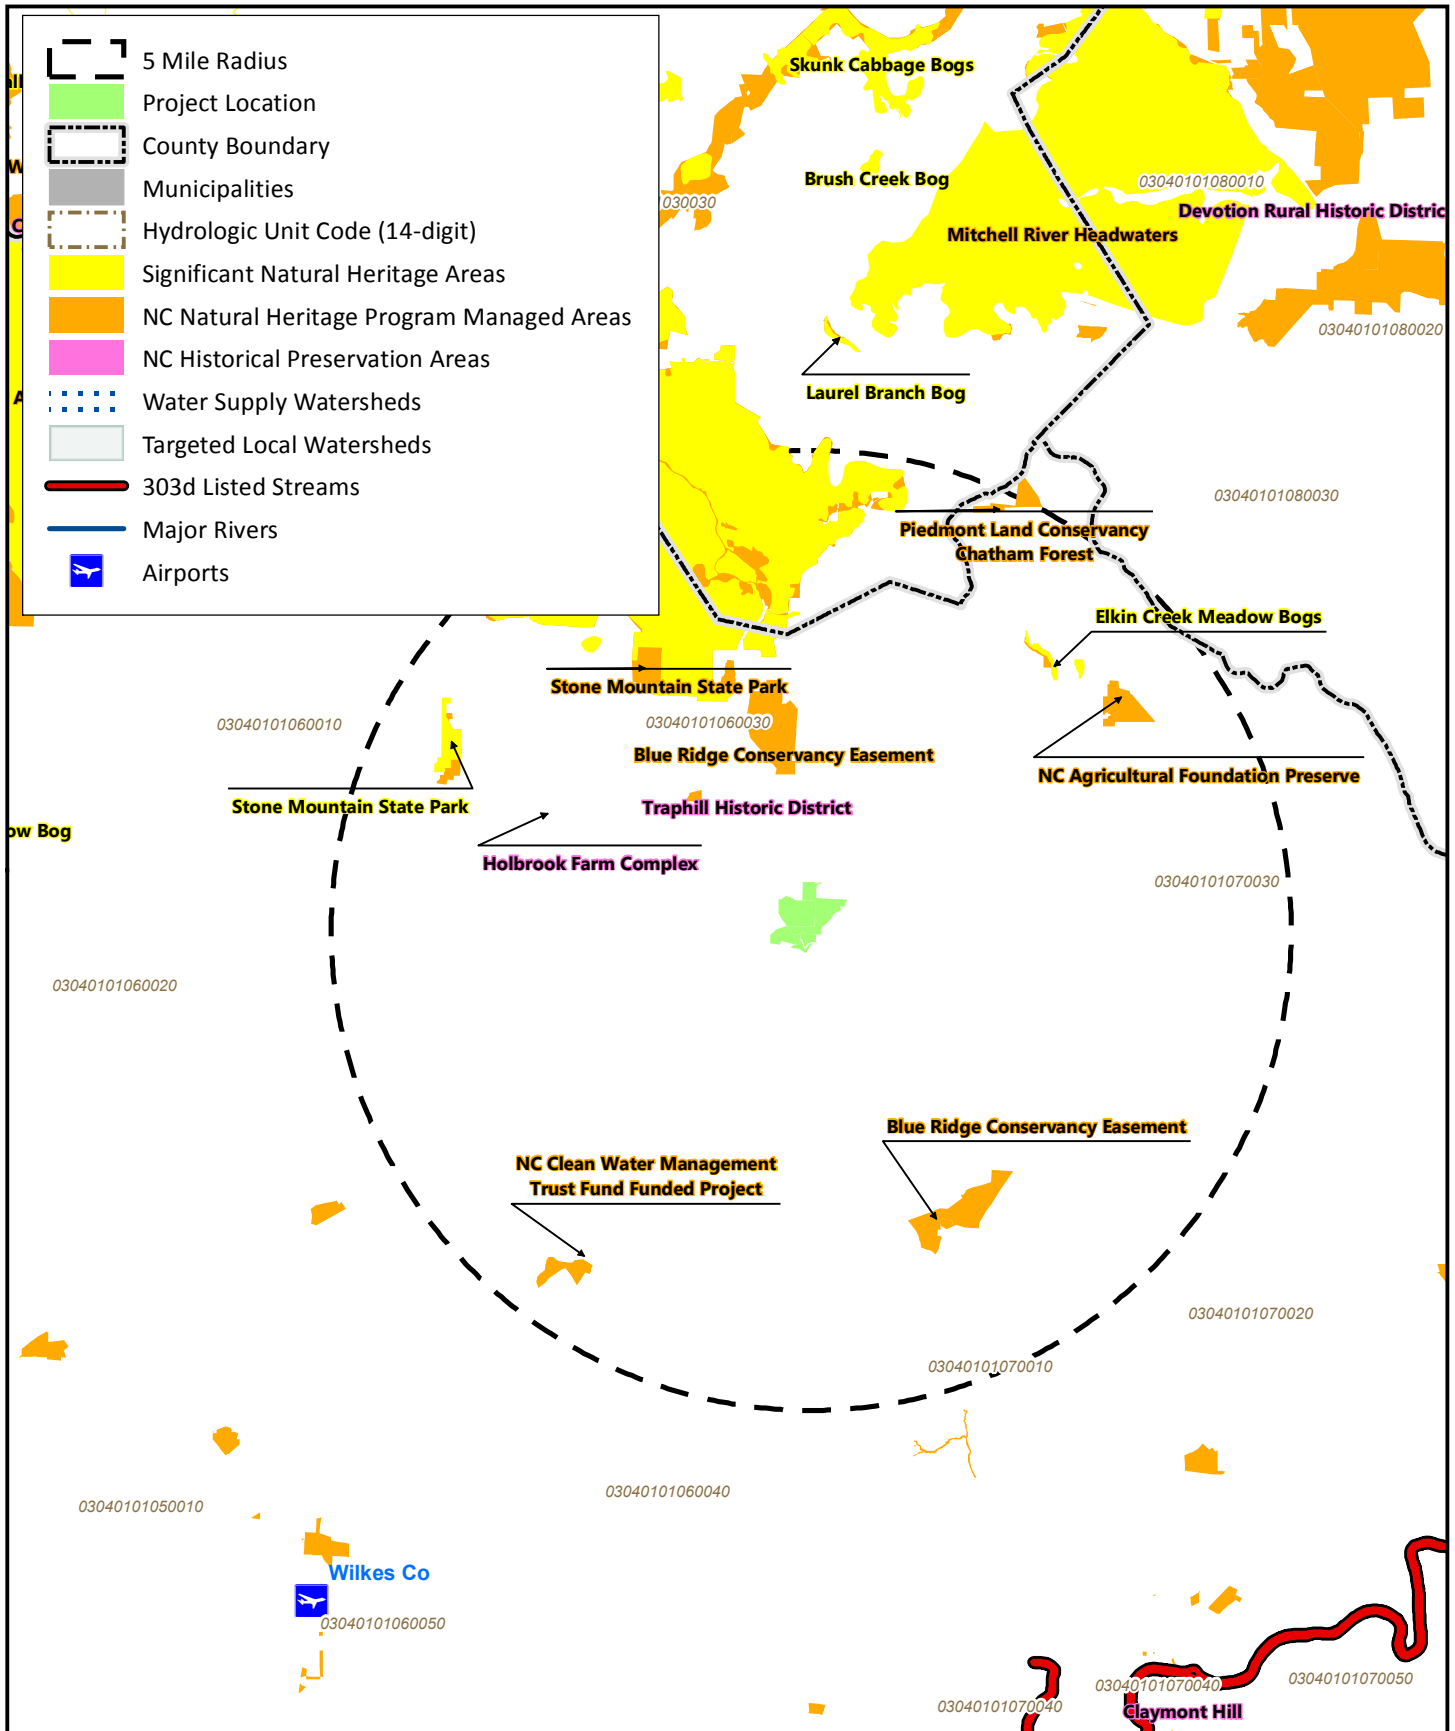 5 Mile Radius
Project Location
County Boundary
Municipalities
Hydrologic Unit Code (14-digit)
Significant Natural Heritage Areas
NC Natural Heritage Program Managed Areas
NC Historical Preservation Areas
Water Supply Watersheds
Targeted Local Watersheds
303d Listed Streams
Major Rivers
Airports
Skunk Cabbage Bogs
Brush Creek Bog
03040101080010
030030
Devotion Rural Historic Distric
Mitchell River Headwaters
03040101080020
Laurel Branch Bog
03040101080030
Piedmont Land Conservancy
Chatham Forest
Elkin Creek Meadow Bogs
Stone Mountain State Park
03040101060010
03040101060030
Blue Ridge Conservancy Easement
NC Agricultural Foundation Preserve
Stone Mountain State Park
Traphill Historic District
ow Bog
Holbrook Farm Complex
03040101070030
03040101060020
Blue Ridge Conservancy Easement
NC Clean Water Management
Trust Fund Funded Project
03040101070020
03040101070010
03040101060040
03040101050010
Wilkes Co
03040101060050
03040101070050
03040101070040
03040101070040
Claymont Hill